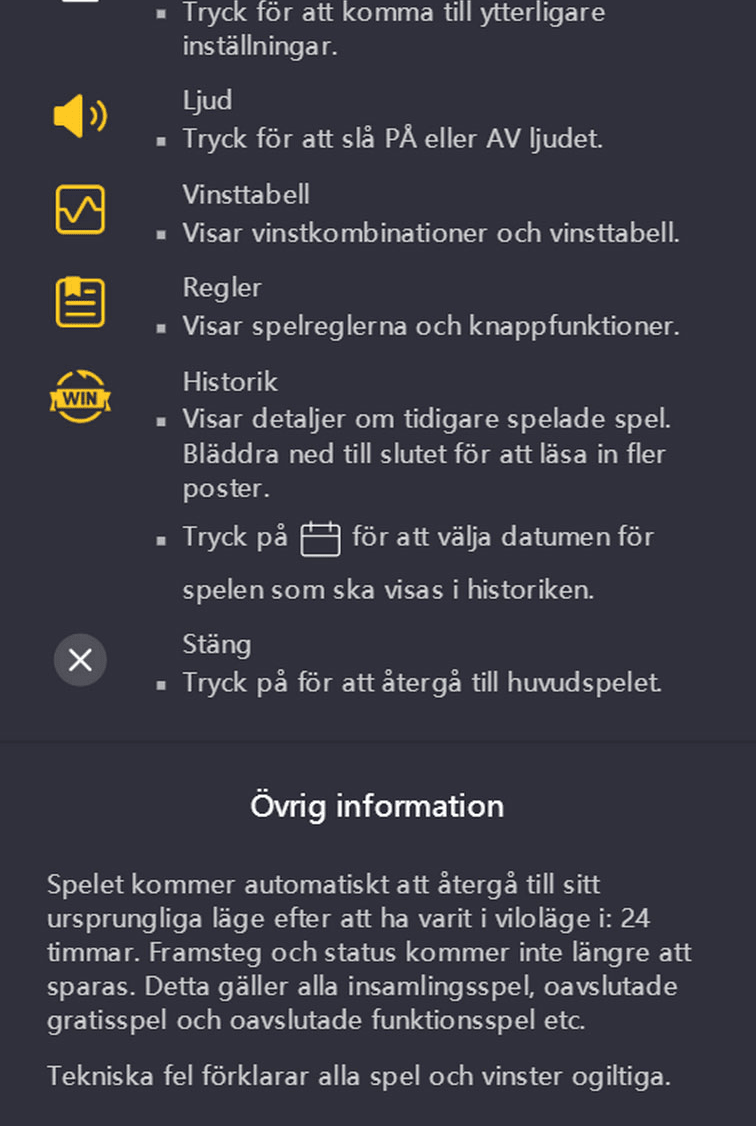 ▪ Tryck för att komma till ytterligare
inställningar.
Ljud
▪ Tryck för att slå PÅ eller AV ljudet.
Vinsttabell
▪ Visar vinstkombinationer och vinsttabell.
Regler
▪ Visar spelreglerna och knappfunktioner.
WIN
Historik
▪ Visar detaljer om tidigare spelade spel.
Bläddra ned till slutet för att läsa in fler
poster.
▪ Tryck på för att välja datumen för
spelen som ska visas i historiken.
Stäng
▪ Tryck på för att återgå till huvudspelet.
Övrig information
Spelet kommer automatiskt att återgå till sitt
ursprungliga läge efter att ha varit i viloläge i: 24
timmar. Framsteg och status kommer inte längre att
sparas. Detta gäller alla insamlingsspel, oavslutade
gratisspel och oavslutade funktionsspel etc.
Tekniska fel förklarar alla spel och vinster ogiltiga.